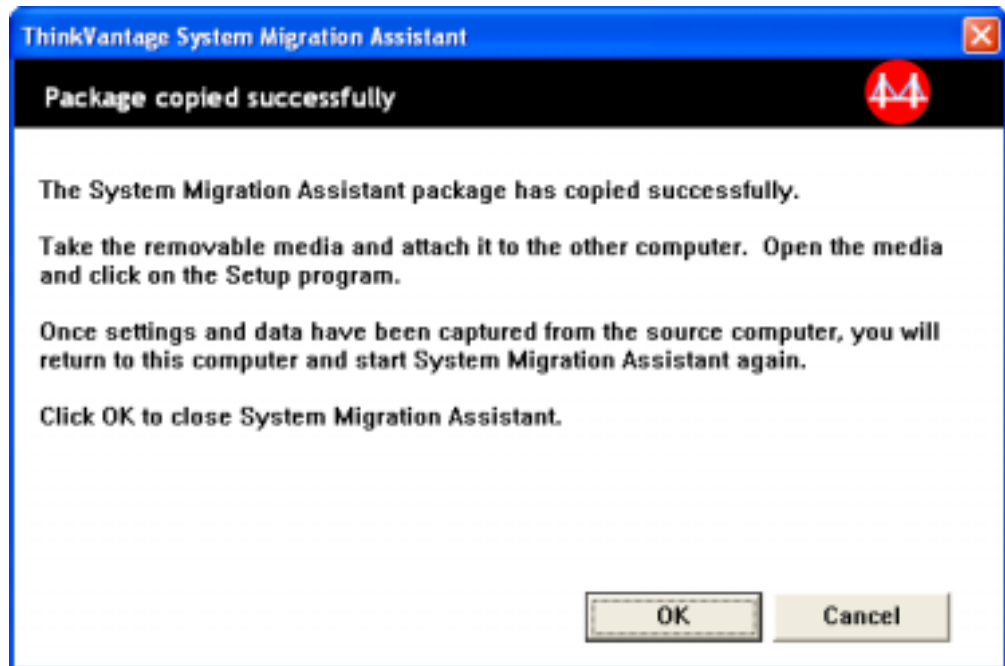 ThinkVantage System Migration Assistant
Package copied successfully
The System Migration Assistant package has copied successfully.
Take the removable media and attach it to the other computer.  Open the media
and click on the Setup program.
Once settings and data have been captured from the source computer, you will
return to this computer and start System Migration Assistant again.
Click OK to close System Migration Assistant.
OK
Cancel